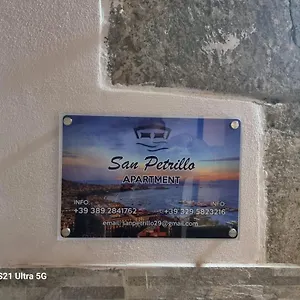 San Petrillo
APARTMENT
INFO: INFO:
+39 389.2841762 +39 329.5823216
email: sanpetrillo29@gmail.com
S21 Ultra 5G